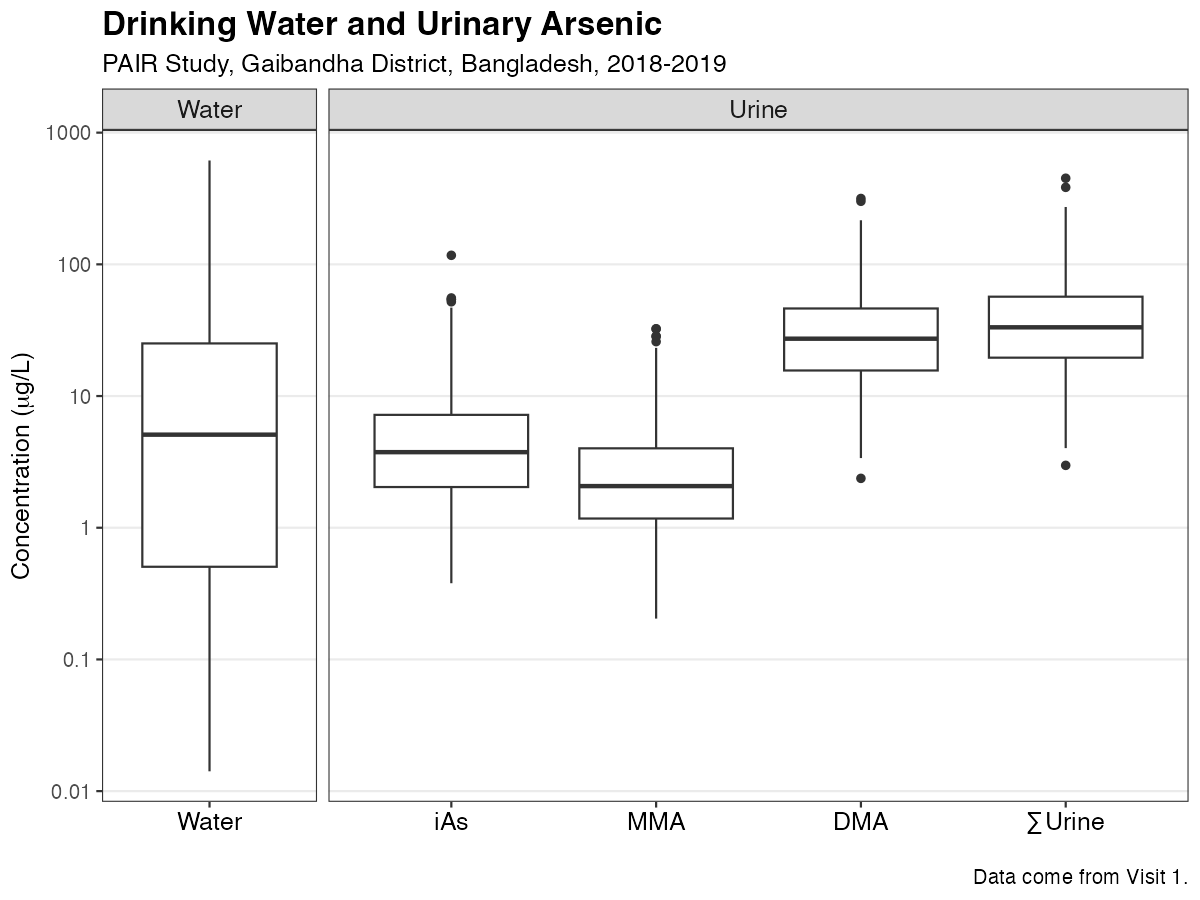 Drinking Water and Urinary Arsenic
PAIR Study, Gaibandha District, Bangladesh, 2018-2019
Water
Urine
Concentration (μg/L)
1000
100
10
1
0.1
0.01
Water
iAs
MMA
DMA
∑Urine
Data come from Visit 1.